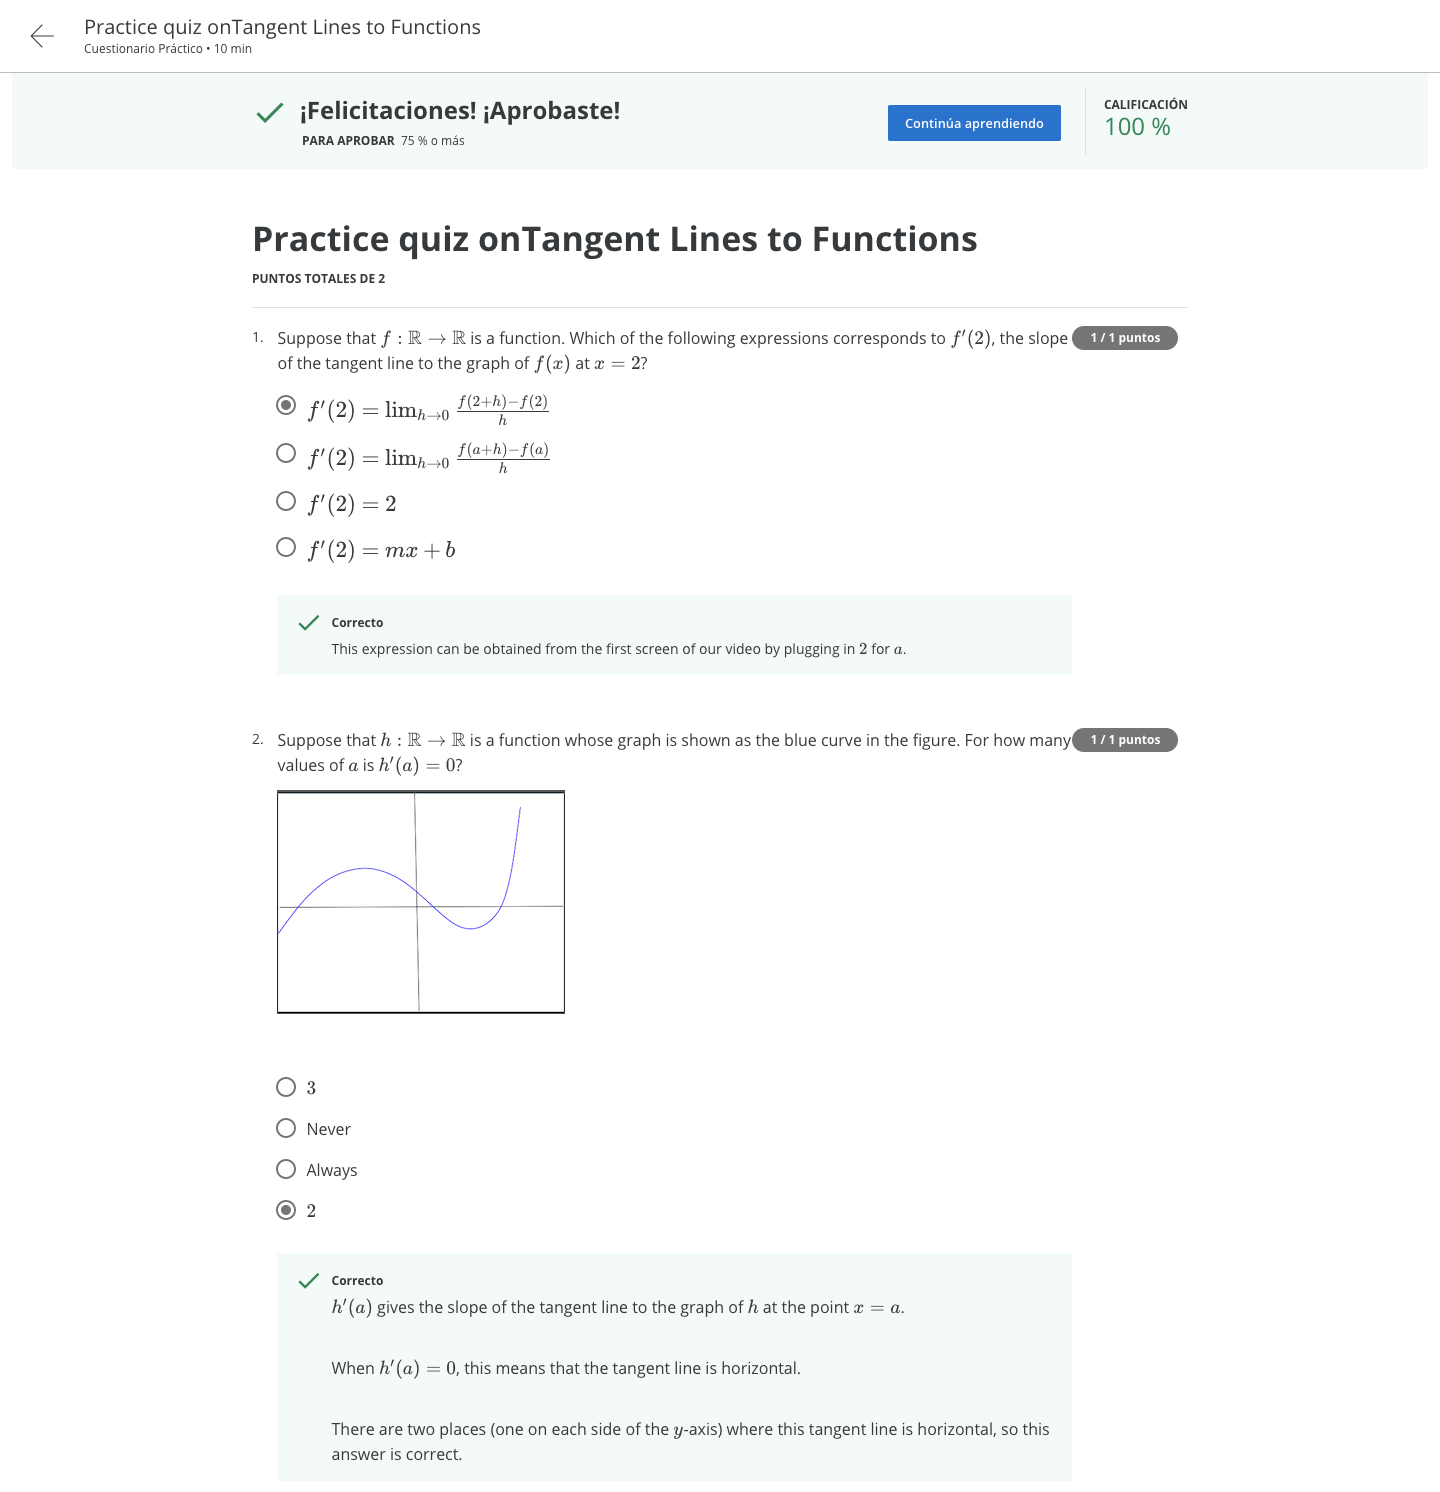 Practice quiz onTangent Lines to Functions
Cuestionario Práctico • 10 min
¡Felicitaciones! ¡Aprobaste!
PARA APROBAR 75 % o más
Continúa aprendiendo
CALIFICACIÓN
100 %
Practice quiz onTangent Lines to Functions
PUNTOS TOTALES DE 2
1. Suppose that f : ℝ → ℝ is a function. Which of the following expressions corresponds to f′(2), the slope
of the tangent line to the graph of f(x) at x = 2?
1 / 1 puntos
f′(2) = lim_{h→0} \frac{f(2+h)−f(2)}{h}
f′(2) = lim_{h→0} \frac{f(a+h)−f(a)}{h}
f′(2) = 2
f′(2) = mx + b
Correcto
This expression can be obtained from the first screen of our video by plugging in 2 for a.
2. Suppose that h : ℝ → ℝ is a function whose graph is shown as the blue curve in the figure. For how many
values of a is h′(a) = 0?
1 / 1 puntos
3
Never
Always
2
Correcto
h′(a) gives the slope of the tangent line to the graph of h at the point x = a.
When h′(a) = 0, this means that the tangent line is horizontal.
There are two places (one on each side of the y-axis) where this tangent line is horizontal, so this
answer is correct.